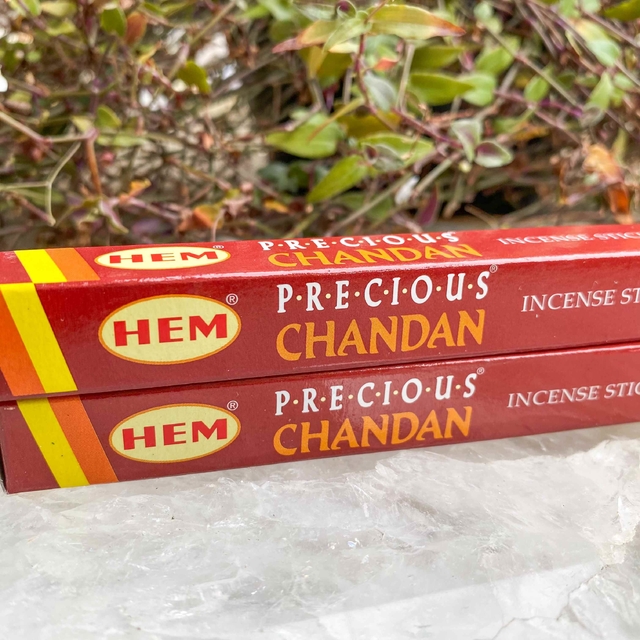 HEM
P·R·E·C·I·O·U·S
CHANDAN
INCENSE STIC
HEM®
P·R·E·C·I·O·U·S®
CHANDAN
INCENSE STI
HEM®
P·R·E·C·I·O·U·S®
CHANDAN
INCENSE STIC